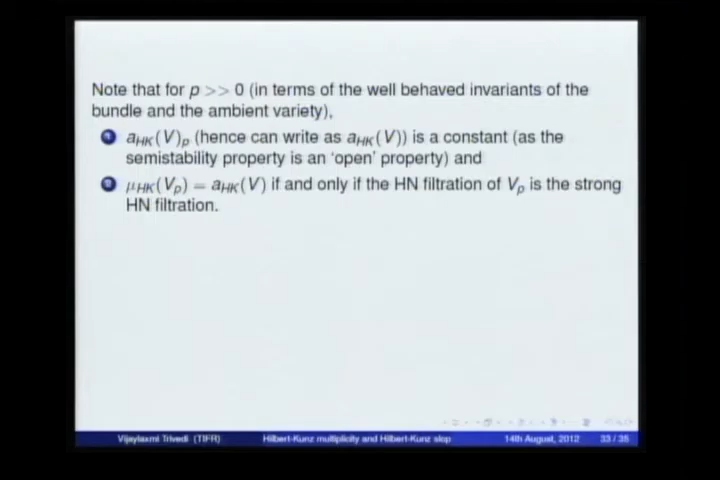 Note that for p >> 0 (in terms of the well behaved invariants of the
bundle and the ambient variety),
1 a_HK(V)_p (hence can write as a_HK(V)) is a constant (as the
semistability property is an 'open' property) and
2 μ_HK(V_p) = a_HK(V) if and only if the HN filtration of V_p is the strong
HN filtration.
Vijaylaxmi Trivedi (TIFR) Hilbert-Kunz multiplicity and Hilbert-Kunz slop 14th August, 2012 33 / 35